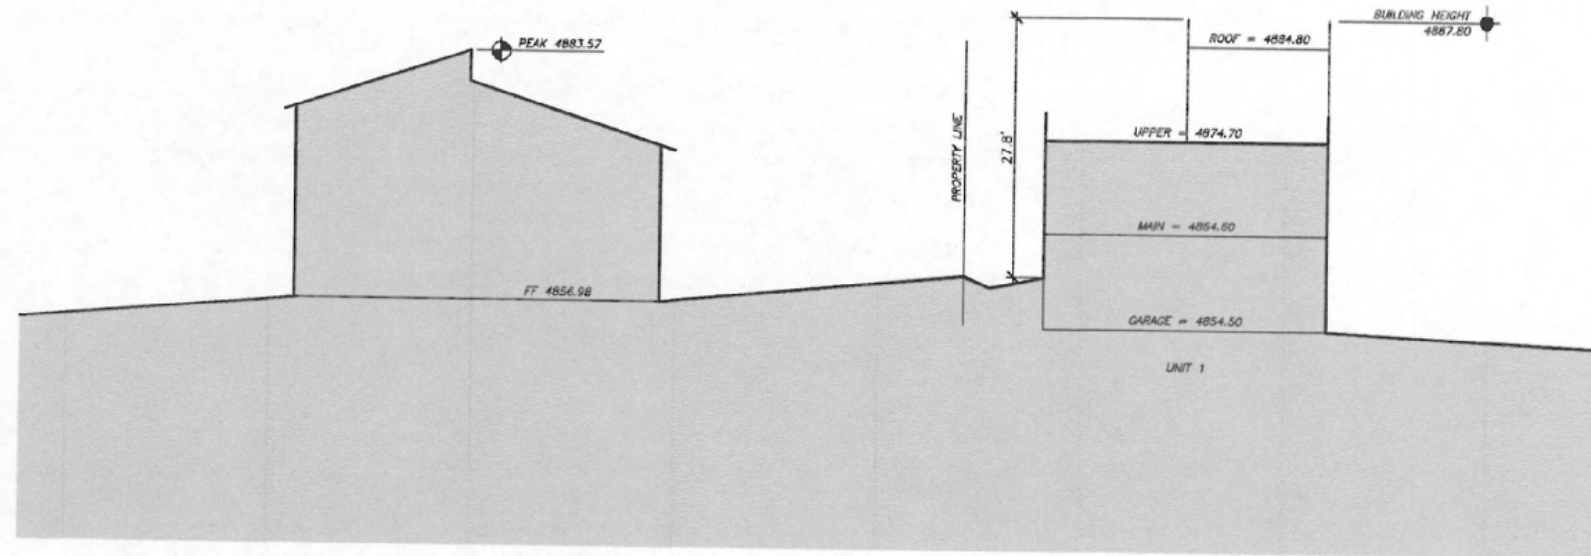 BUILDING HEIGHT
4887.80
PEAK 4883.57
ROOF = 4884.80
UPPER = 4874.70
PROPERTY LINE
27.8'
MAIN = 4864.60
FF 4856.98
GARAGE = 4854.50
UNIT 1